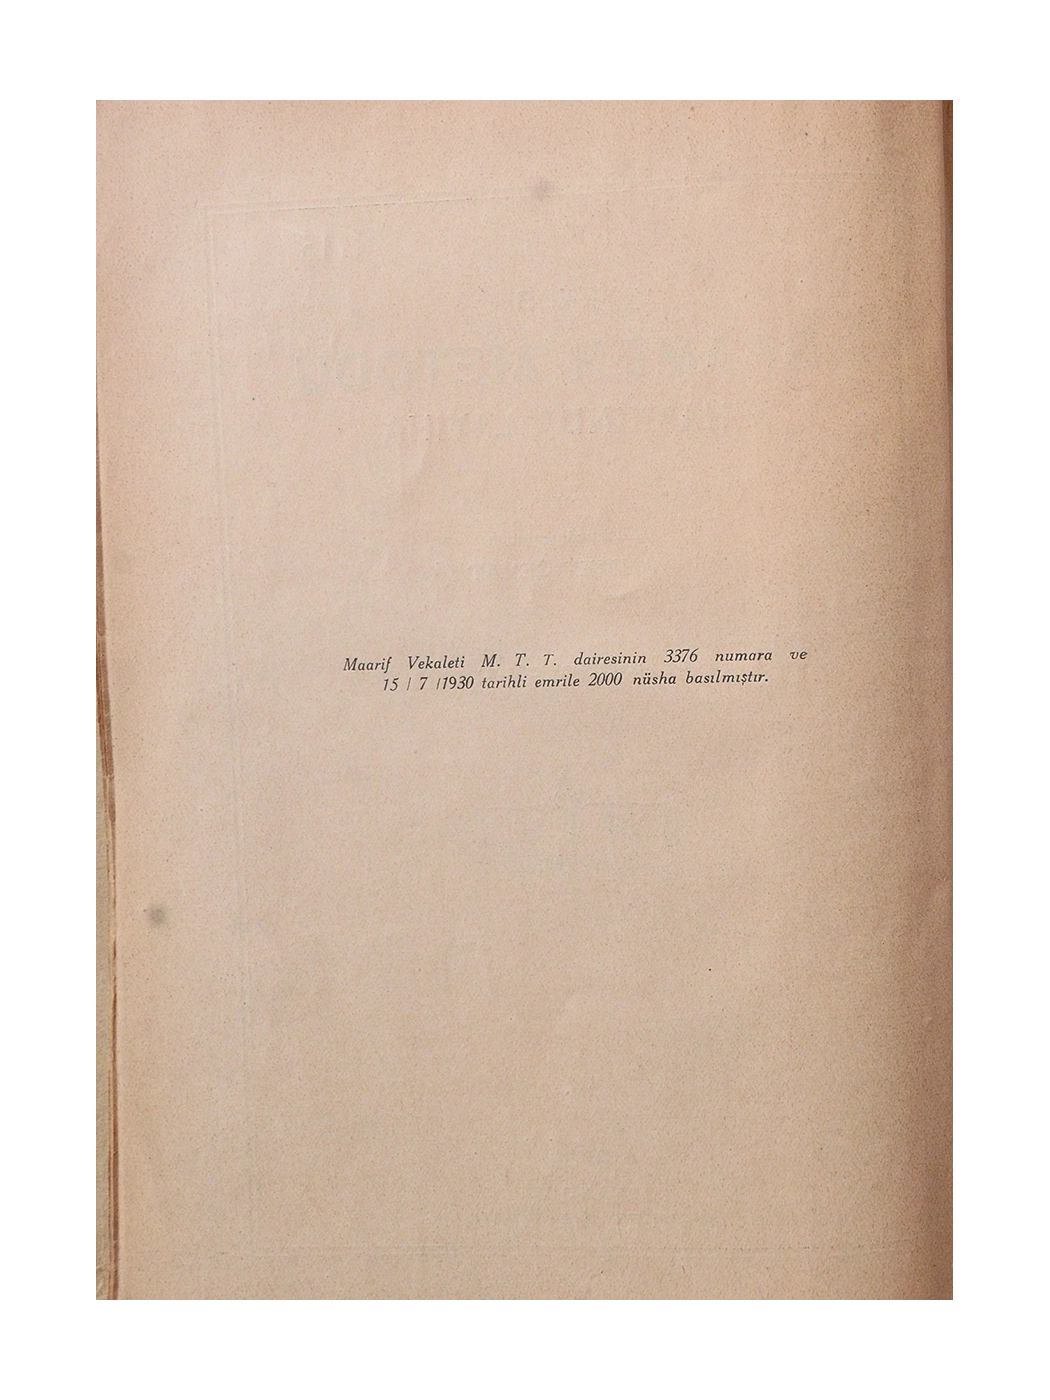 Maarif Vekaleti M. T. T. dairesinin 3376 numara ve
15 / 7 /1930 tarihli emrile 2000 nüsha basılmıştır.